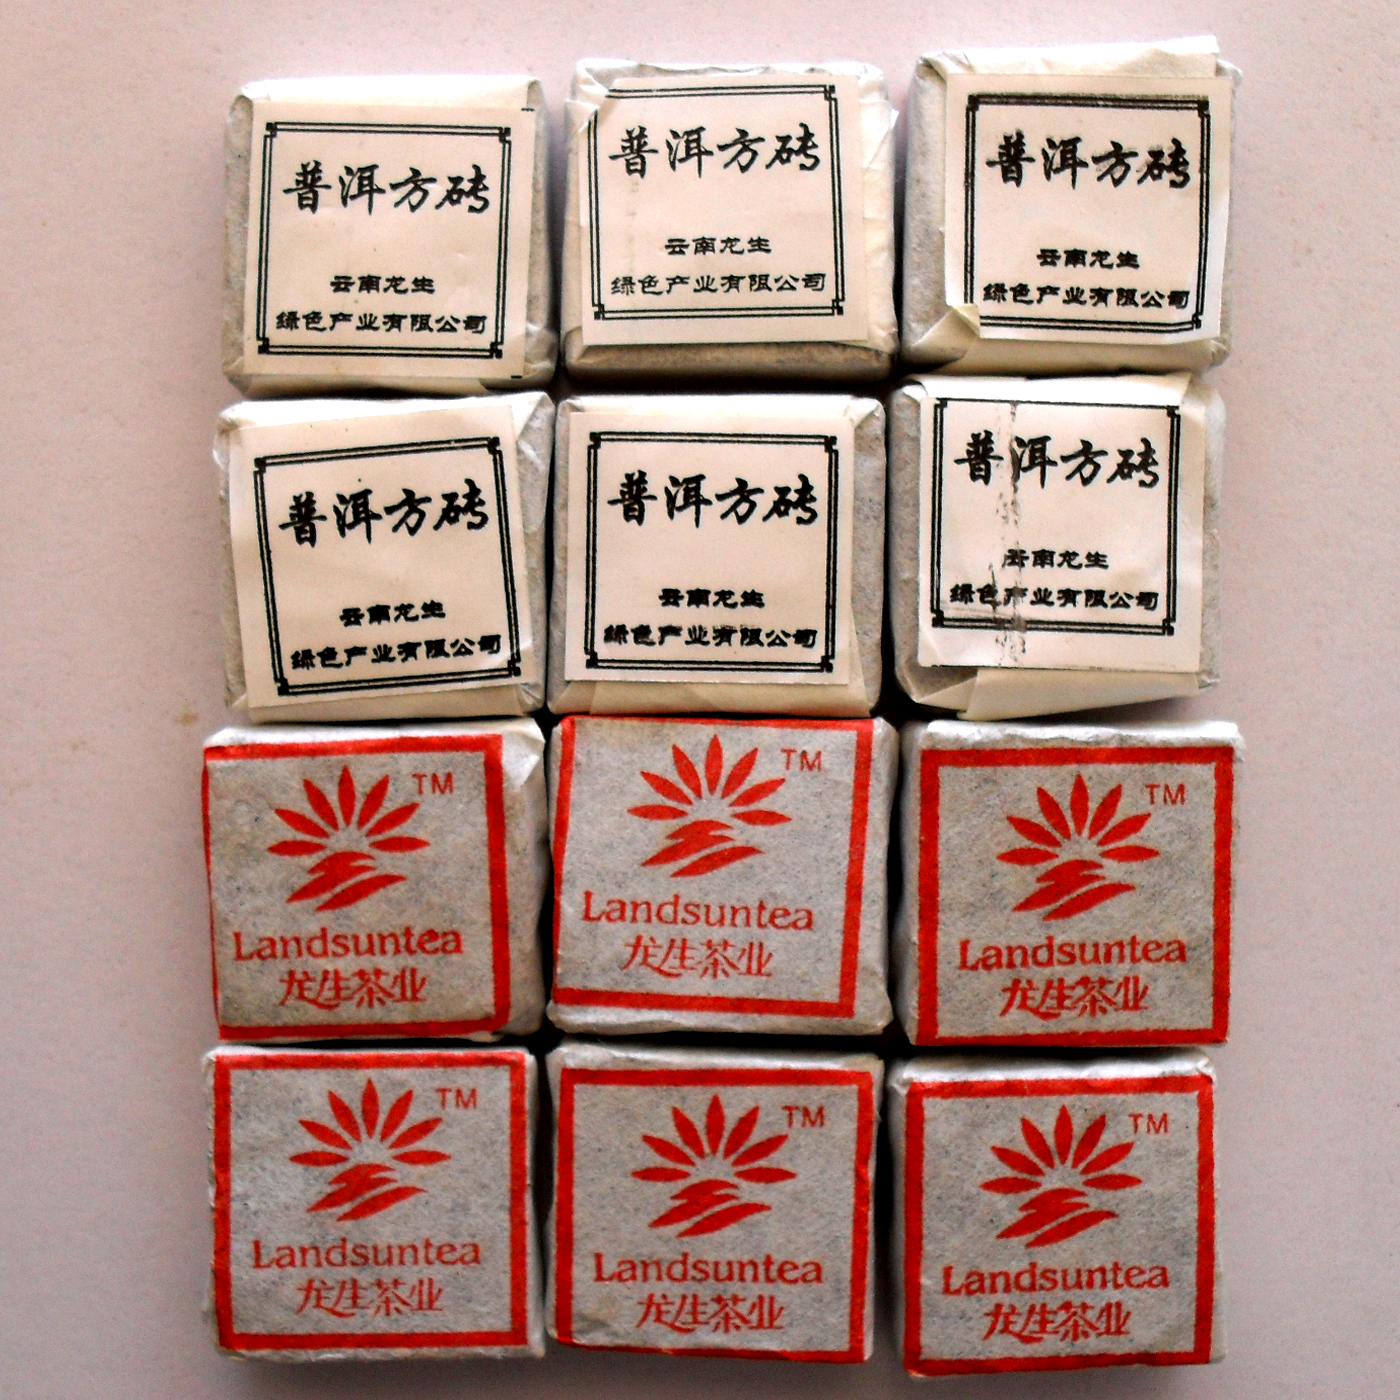 普洱方砖
云南龙生
绿色产业有限公司
普洱方砖
云南龙生
绿色产业有限公司
普洱方砖
云南龙生
绿色产业有限公司
普洱方砖
云南龙生
绿色产业有限公司
普洱方砖
云南龙生
绿色产业有限公司
普洱方砖
云南龙生
绿色产业有限公司
TM
Landsuntea
龙生茶业
TM
Landsuntea
龙生茶业
TM
Landsuntea
龙生茶业
TM
Landsuntea
龙生茶业
TM
Landsuntea
龙生茶业
TM
Landsuntea
龙生茶业